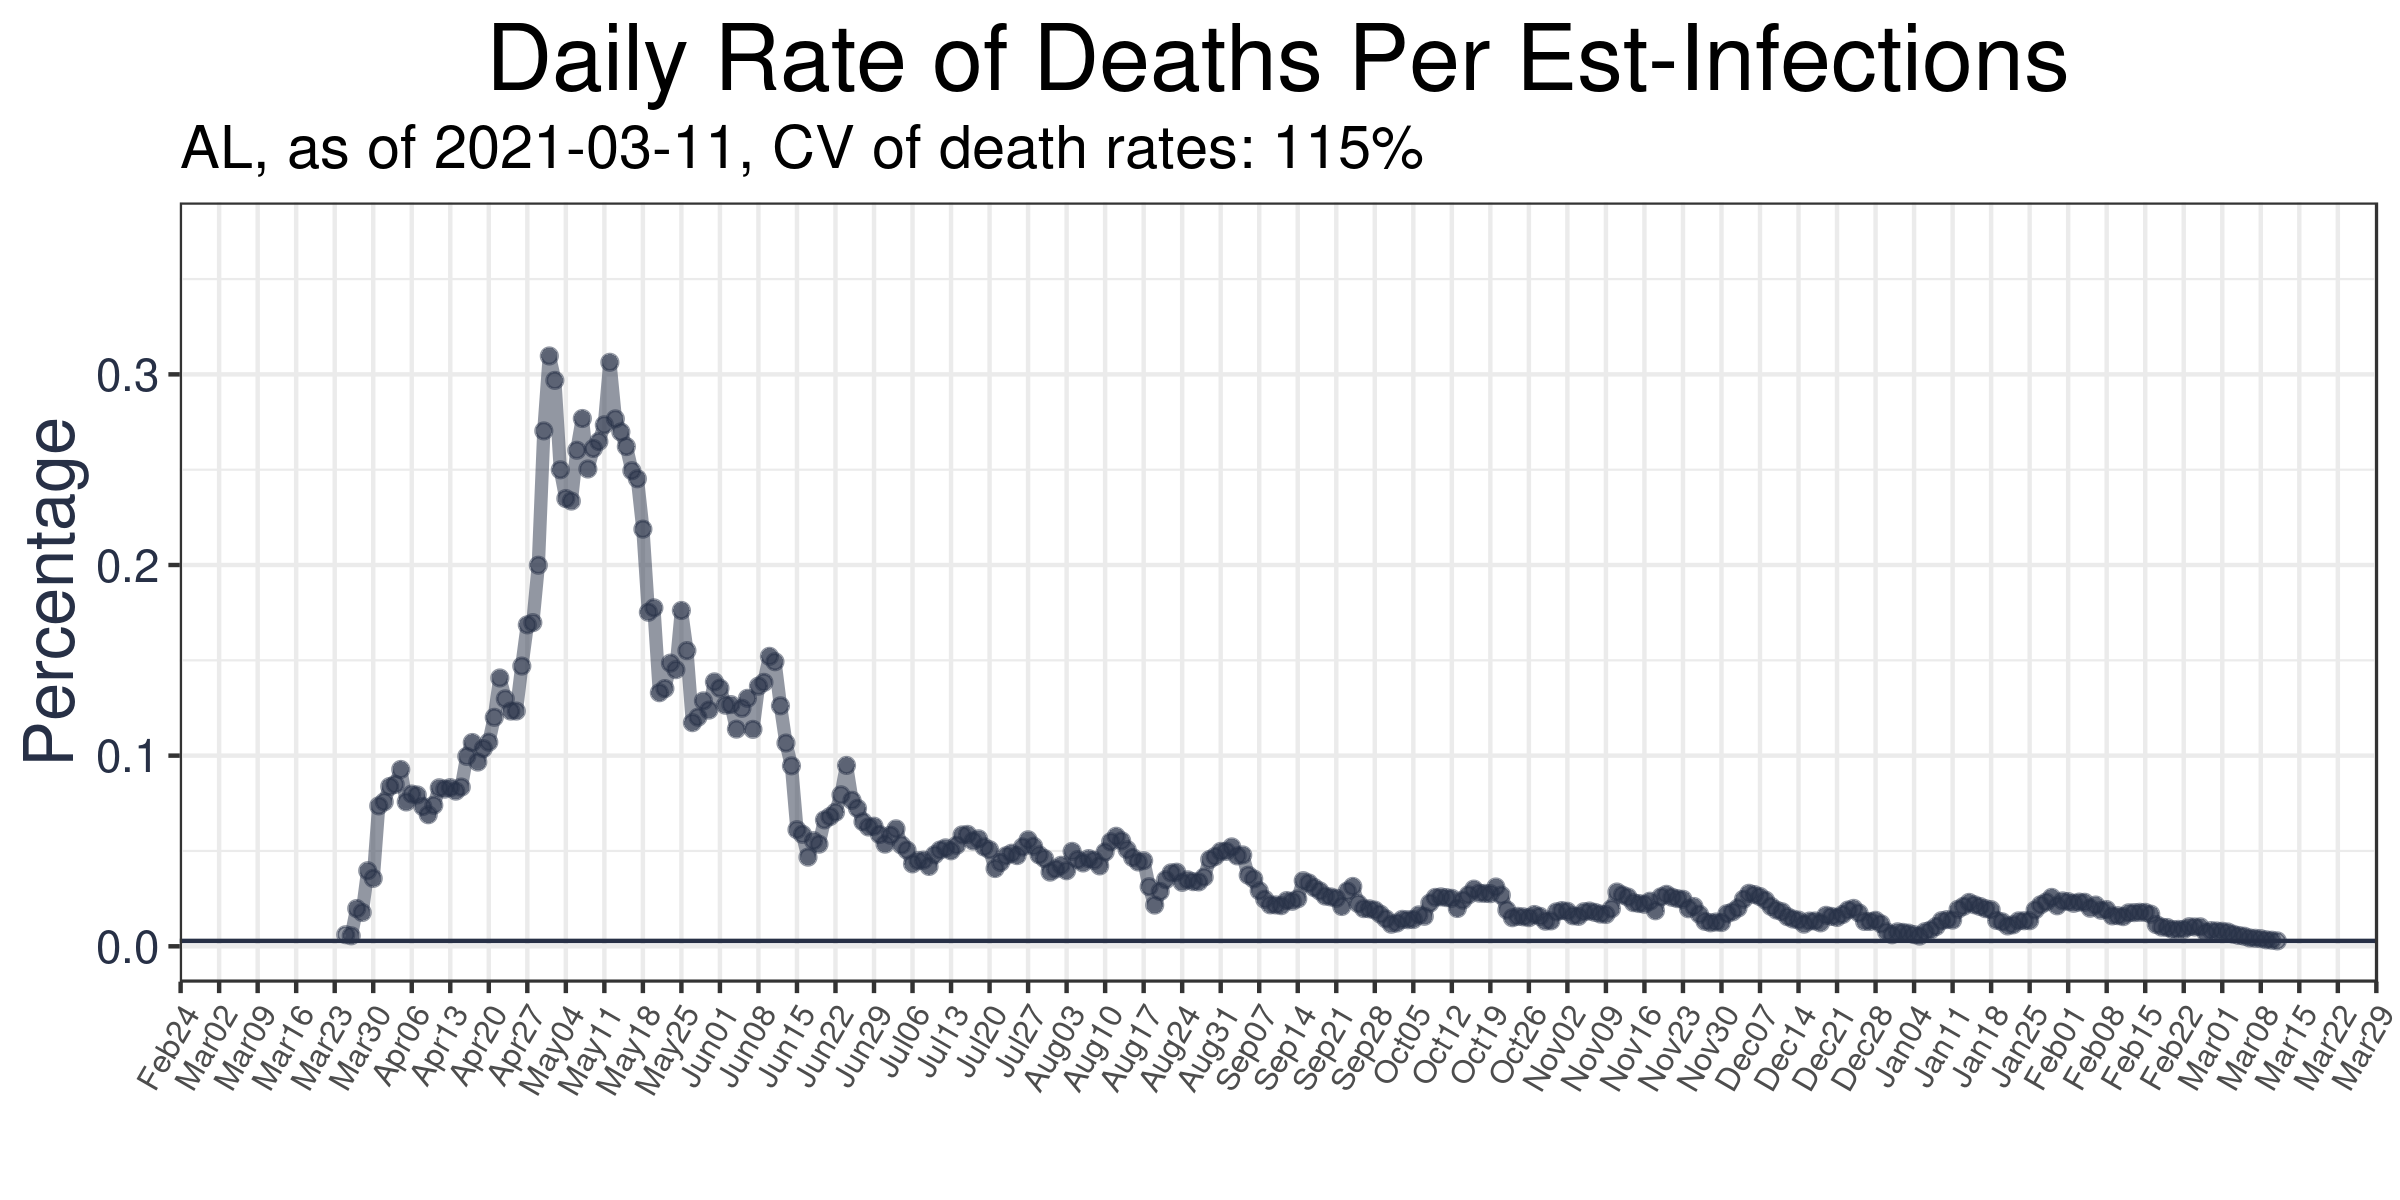 Daily Rate of Deaths Per Est-Infections
AL, as of 2021-03-11, CV of death rates: 115%
Percentage
0.3
0.2
0.1
0.0
Feb24
Mar02
Mar09
Mar16
Mar23
Mar30
Apr06
Apr13
Apr20
Apr27
May04
May11
May18
May25
Jun01
Jun08
Jun15
Jun22
Jun29
Jul06
Jul13
Jul20
Jul27
Aug03
Aug10
Aug17
Aug24
Aug31
Sep07
Sep14
Sep21
Sep28
Oct05
Oct12
Oct19
Oct26
Nov02
Nov09
Nov16
Nov23
Nov30
Dec07
Dec14
Dec21
Dec28
Jan04
Jan11
Jan18
Jan25
Feb01
Feb08
Feb15
Feb22
Mar01
Mar08
Mar15
Mar22
Mar29